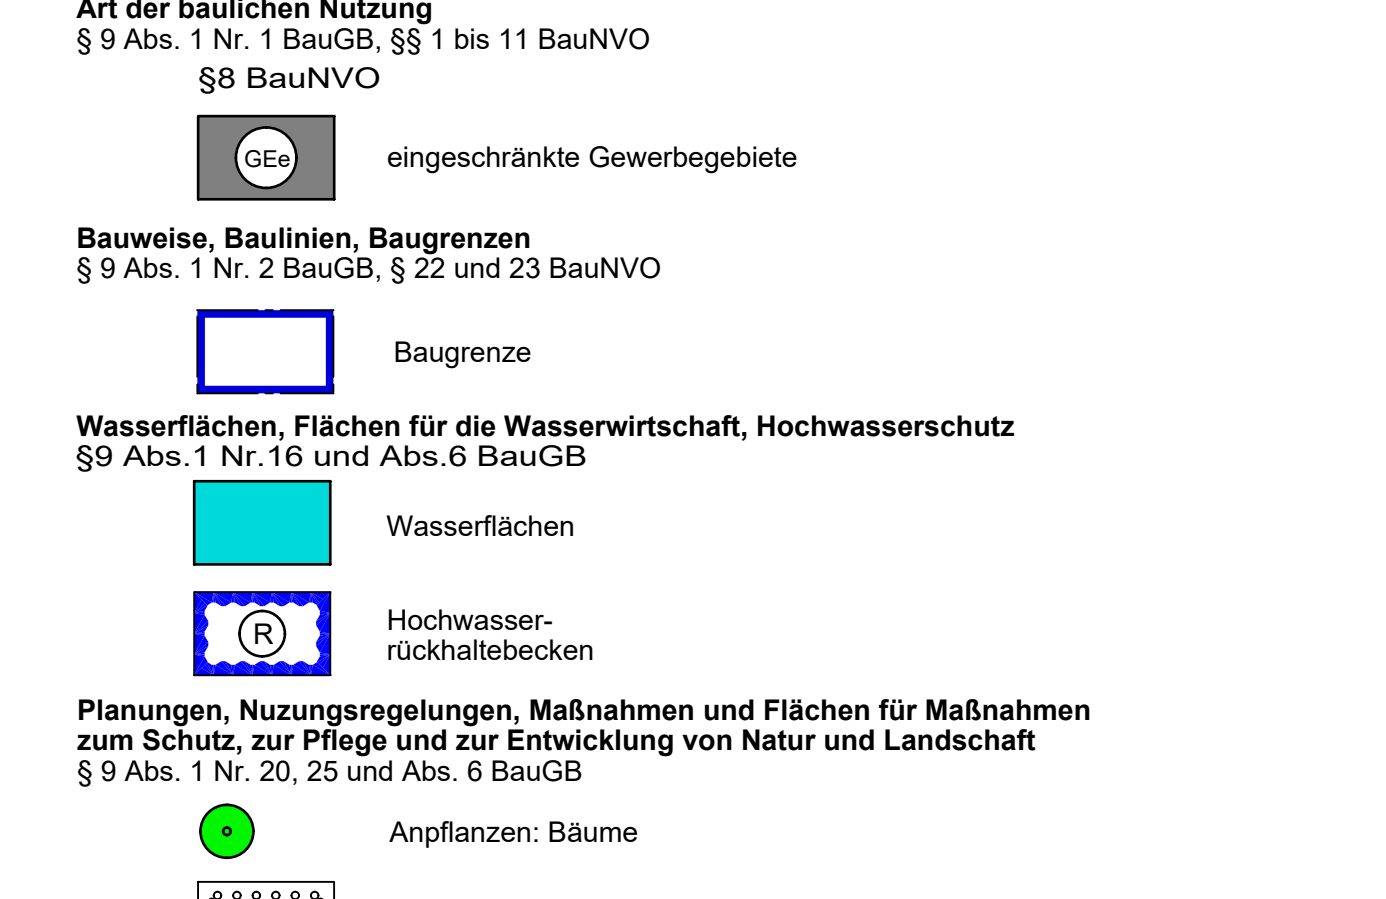 Art der baulichen Nutzung
§ 9 Abs. 1 Nr. 1 BauGB, §§ 1 bis 11 BauNVO
§8 BauNVO
GEe eingeschränkte Gewerbegebiete
Bauweise, Baulinien, Baugrenzen
§ 9 Abs. 1 Nr. 2 BauGB, § 22 und 23 BauNVO
Baugrenze
Wasserflächen, Flächen für die Wasserwirtschaft, Hochwasserschutz
§9 Abs.1 Nr.16 und Abs.6 BauGB
Wasserflächen
R
Hochwasser-
rückhaltebecken
Planungen, Nuzungsregelungen, Maßnahmen und Flächen für Maßnahmen
zum Schutz, zur Pflege und zur Entwicklung von Natur und Landschaft
§ 9 Abs. 1 Nr. 20, 25 und Abs. 6 BauGB
Anpflanzen: Bäume